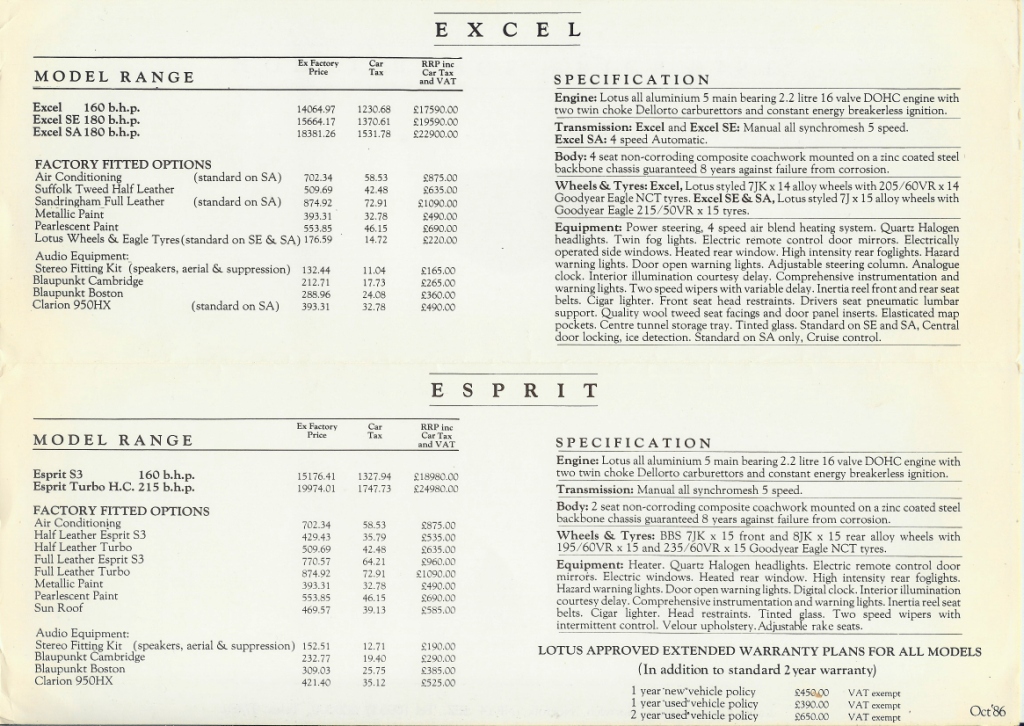 EXCEL
MODEL RANGE Ex Factory Price Car Tax RRP inc Car Tax and VAT
Excel 160 b.h.p. 14064.97 1230.68 £17590.00
Excel SE 180 b.h.p. 15664.17 1370.61 £19590.00
Excel SA 180 b.h.p. 18381.26 1531.78 £22900.00
FACTORY FITTED OPTIONS
Air Conditioning (standard on SA) 702.34 58.53 £875.00
Suffolk Tweed Half Leather 509.69 42.48 £635.00
Sandringham Full Leather (standard on SA) 874.92 72.91 £1090.00
Metallic Paint 393.31 32.78 £490.00
Pearlescent Paint 553.85 46.15 £690.00
Lotus Wheels & Eagle Tyres (standard on SE & SA) 176.59 14.72 £220.00
Audio Equipment:
Stereo Fitting Kit (speakers, aerial & suppression) 132.44 11.04 £165.00
Blaupunkt Cambridge 212.71 17.73 £265.00
Blaupunkt Boston 288.96 24.08 £360.00
Clarion 950HX (standard on SA) 393.31 32.78 £490.00
SPECIFICATION
Engine: Lotus all aluminium 5 main bearing 2.2 litre 16 valve DOHC engine with
two twin choke Dellorto carburettors and constant energy breakerless ignition.
Transmission: Excel and Excel SE: Manual all synchromesh 5 speed.
Excel SA: 4 speed Automatic.
Body: 4 seat non-corroding composite coachwork mounted on a zinc coated steel
backbone chassis guaranteed 8 years against failure from corrosion.
Wheels & Tyres: Excel, Lotus styled 7JK x 14 alloy wheels with 205/60VR x 14
Goodyear Eagle NCT tyres. Excel SE & SA, Lotus styled 7J x 15 alloy wheels with
Goodyear Eagle 215/50VR x 15 tyres.
Equipment: Power steering, 4 speed air blend heating system. Quartz Halogen
headlights. Twin fog lights. Electric remote control door mirrors. Electrically
operated side windows. Heated rear window. High intensity rear foglights. Hazard
warning lights. Door open warning lights. Adjustable steering column. Analogue
clock. Interior illumination courtesy delay. Comprehensive instrumentation and
warning lights. Two speed wipers with variable delay. Inertia reel front and rear seat
belts. Cigar lighter. Front seat head restraints. Drivers seat pneumatic lumbar
support. Quality wool tweed seat facings and door panel inserts. Elasticated map
pockets. Centre tunnel storage tray. Tinted glass. Standard on SE and SA, Central
door locking, ice detection. Standard on SA only, Cruise control.
ESPRIT
MODEL RANGE Ex Factory Price Car Tax RRP inc Car Tax and VAT
Esprit S3 160 b.h.p. 15176.41 1327.94 £18980.00
Esprit Turbo H.C. 215 b.h.p. 19974.01 1747.73 £24980.00
FACTORY FITTED OPTIONS
Air Conditioning 702.34 58.53 £875.00
Half Leather Esprit S3 429.43 35.79 £535.00
Half Leather Turbo 509.69 42.48 £635.00
Full Leather Esprit S3 770.57 64.21 £960.00
Full Leather Turbo 874.92 72.91 £1090.00
Metallic Paint 393.31 32.78 £490.00
Pearlescent Paint 553.85 46.15 £690.00
Sun Roof 469.57 39.13 £585.00
Audio Equipment:
Stereo Fitting Kit (speakers, aerial & suppression) 152.51 12.71 £190.00
Blaupunkt Cambridge 232.77 19.40 £290.00
Blaupunkt Boston 309.03 25.75 £385.00
Clarion 950HX 421.40 35.12 £525.00
SPECIFICATION
Engine: Lotus all aluminium 5 main bearing 2.2 litre 16 valve DOHC engine with
two twin choke Dellorto carburettors and constant energy breakerless ignition.
Transmission: Manual all synchromesh 5 speed.
Body: 2 seat non-corroding composite coachwork mounted on a zinc coated steel
backbone chassis guaranteed 8 years against failure from corrosion.
Wheels & Tyres: BBS 7JK x 15 front and 8JK x 15 rear alloy wheels with
195/60VR x 15 and 235/60VR x 15 Goodyear Eagle NCT tyres.
Equipment: Heater. Quartz Halogen headlights. Electric remote control door
mirrors. Electric windows. Heated rear window. High intensity rear foglights.
Hazard warning lights. Door open warning lights. Digital clock. Interior illumination
courtesy delay. Comprehensive instrumentation and warning lights. Inertia reel seat
belts. Cigar lighter. Head restraints. Tinted glass. Two speed wipers with
intermittent control. Velour upholstery. Adjustable rake seats.
LOTUS APPROVED EXTENDED WARRANTY PLANS FOR ALL MODELS
(In addition to standard 2 year warranty)
1 year "new" vehicle policy £450.00 VAT exempt
1 year "used" vehicle policy £390.00 VAT exempt
2 year "used" vehicle policy £650.00 VAT exempt
Oct'86